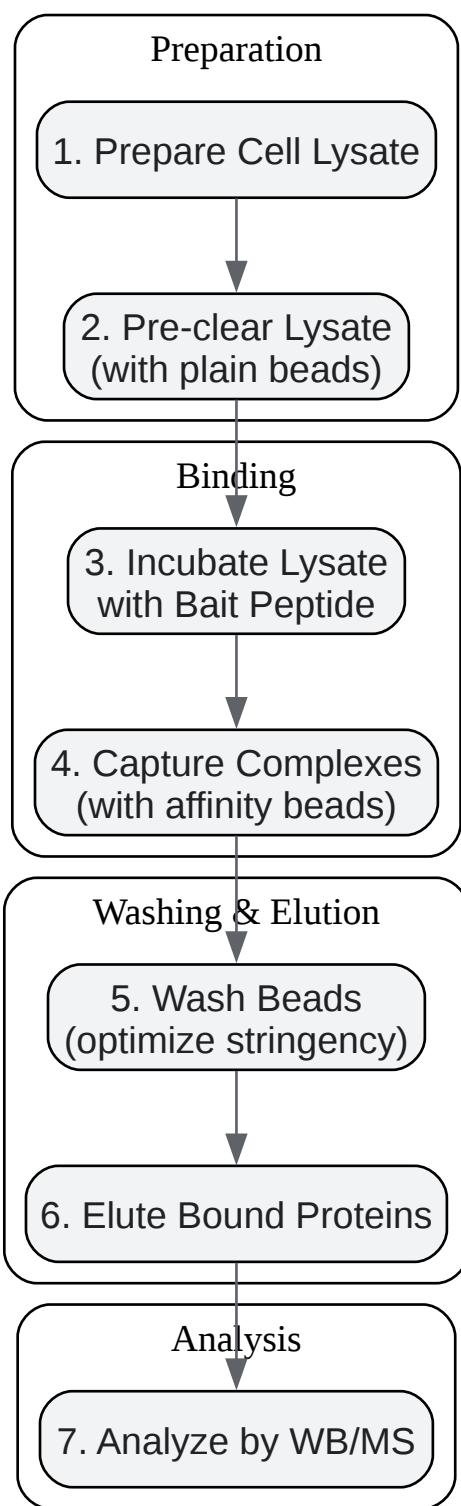 Preparation
1. Prepare Cell Lysate
2. Pre-clear Lysate
(with plain beads)
Binding
3. Incubate Lysate
with Bait Peptide
4. Capture Complexes
(with affinity beads)
Washing & Elution
5. Wash Beads
(optimize stringency)
6. Elute Bound Proteins
Analysis
7. Analyze by WB/MS